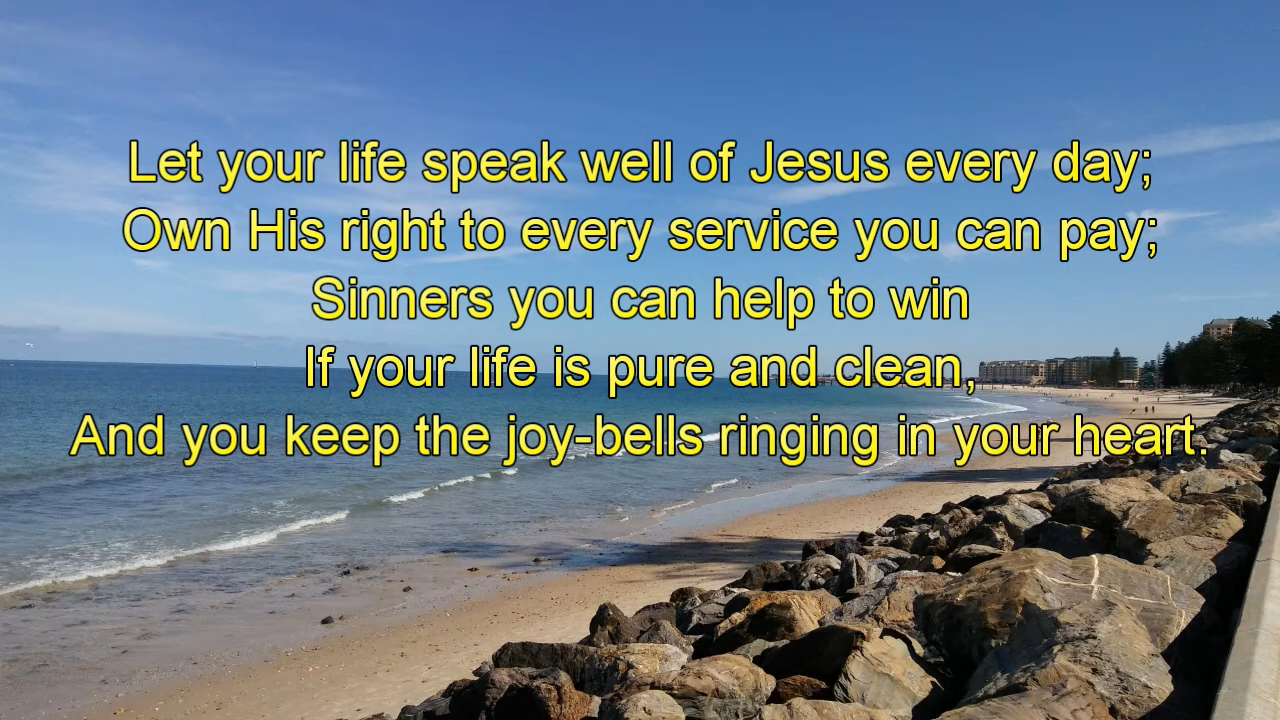 Let your life speak well of Jesus every day;
Own His right to every service you can pay;
Sinners you can help to win
If your life is pure and clean,
And you keep the joy-bells ringing in your heart.